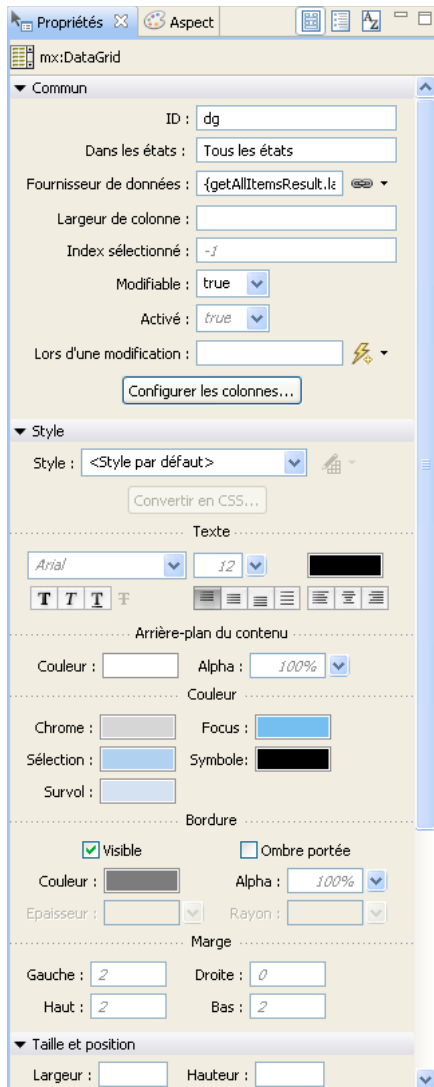 Propriétés Aspect
mx:DataGrid
Commun
ID : dg
Dans les états : Tous les états
Fournisseur de données : {getAllItemsResult.la
Largeur de colonne :
Index sélectionné : -1
Modifiable : true
Activé : true
Lors d'une modification :
Configurer les colonnes...
Style
Style : <Style par défaut>
Convertir en CSS...
Texte
Arial 12
T T T T
Arrière-plan du contenu
Couleur : Alpha : 100%
Couleur
Chrome : Focus :
Sélection : Symbole:
Survol :
Bordure
Visible Ombre portée
Couleur : Alpha : 100%
Epaisseur : Rayon :
Marge
Gauche : 2 Droite : 0
Haut : 2 Bas : 2
Taille et position
Largeur : Hauteur :